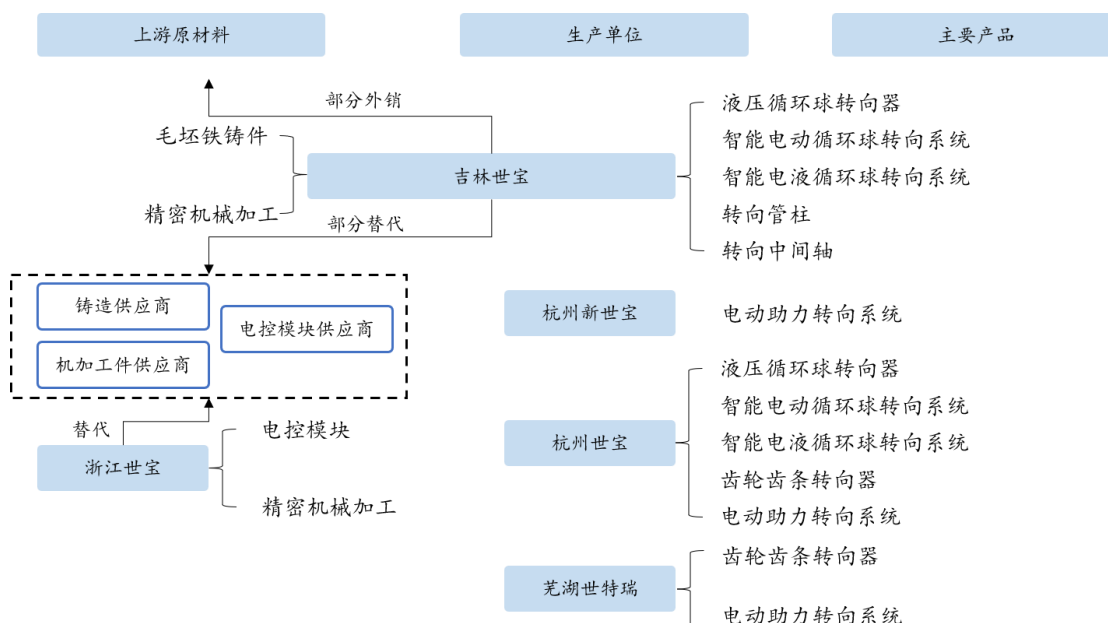 上游原材料
生产单位
主要产品
部分外销
毛坯铁铸件
精密机械加工
吉林世宝
液压循环球转向器
智能电动循环球转向系统
智能电液循环球转向系统
转向管柱
转向中间轴
部分替代
铸造供应商
电控模块供应商
机加工件供应商
杭州新世宝
电动助力转向系统
替代
浙江世宝
电控模块
精密机械加工
杭州世宝
液压循环球转向器
智能电动循环球转向系统
智能电液循环球转向系统
齿轮齿条转向器
电动助力转向系统
芜湖世特瑞
齿轮齿条转向器
电动助力转向系统